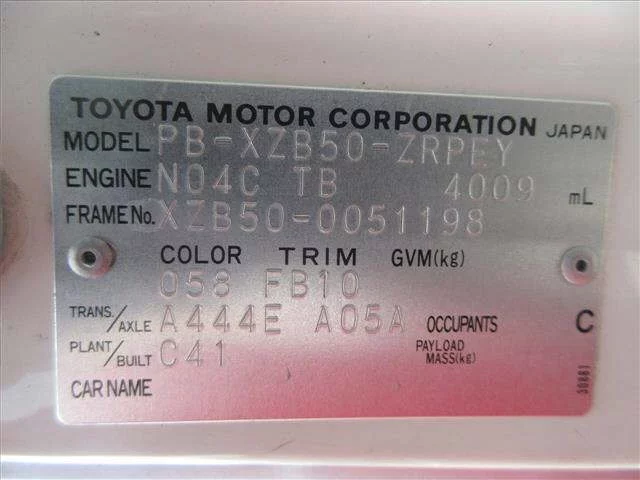 TOYOTA MOTOR CORPORATION JAPAN
MODEL PB-XZB50-ZRPEY
ENGINE N04C TB 4009 mL
FRAME No. XZB50-0051198
COLOR TRIM GVM(kg)
058 FB10
TRANS./AXLE A444E A05A OCCUPANTS C
PLANT/BUILT C41 PAYLOAD MASS(kg)
CAR NAME
30881